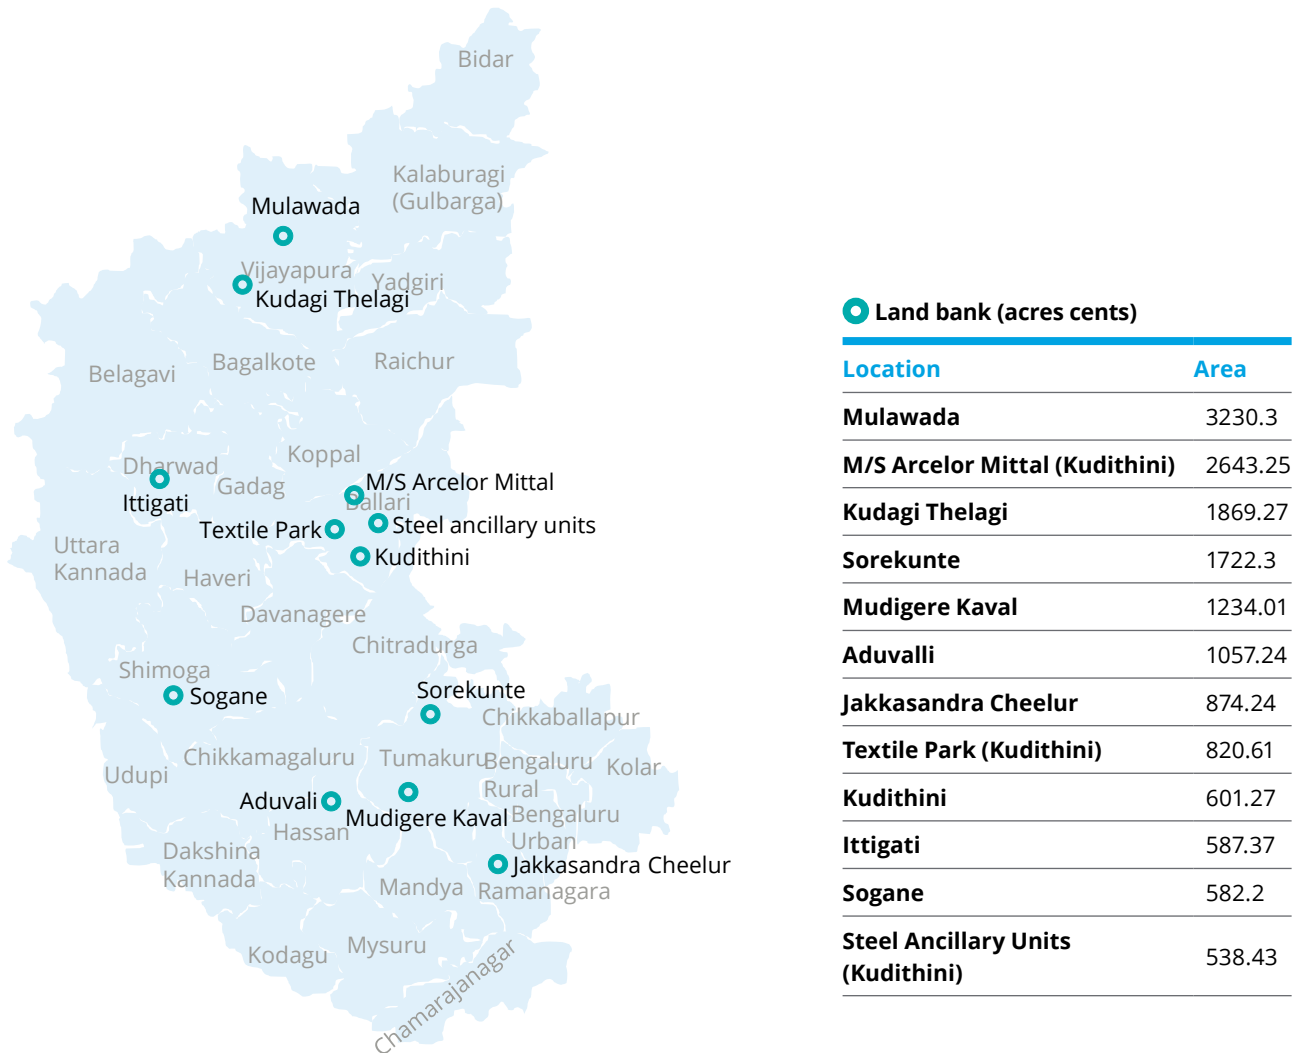 Bidar
Kalaburagi
(Gulbarga)
Mulawada
Vijayapura
Yadgiri
Kudagi Thelagi
Belagavi
Bagalkote
Raichur
Koppal
Dharwad
Gadag
M/S Arcelor Mittal
Ballari
Ittigati
Textile Park
Steel ancillary units
Uttara
Kannada
Kudithini
Haveri
Davanagere
Chitradurga
Shimoga
Sogane
Sorekunte
Chikkaballapur
Chikkamagaluru
Tumakuru
Bengaluru
Rural
Kolar
Udupi
Aduvali
Mudigere Kaval
Bengaluru
Urban
Hassan
Dakshina
Kannada
Jakkasandra Cheelur
Mandya
Ramanagara
Kodagu
Mysuru
Chamarajanagar
Land bank (acres cents)
Location Area
Mulawada 3230.3
M/S Arcelor Mittal (Kudithini) 2643.25
Kudagi Thelagi 1869.27
Sorekunte 1722.3
Mudigere Kaval 1234.01
Aduvalli 1057.24
Jakkasandra Cheelur 874.24
Textile Park (Kudithini) 820.61
Kudithini 601.27
Ittigati 587.37
Sogane 582.2
Steel Ancillary Units
(Kudithini) 538.43